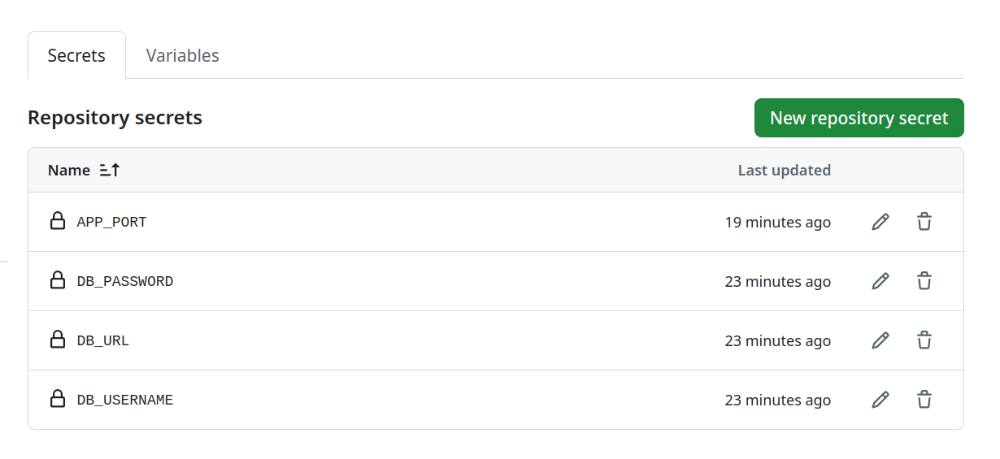 Secrets Variables
Repository secrets New repository secret
Name Last updated
APP_PORT 19 minutes ago
DB_PASSWORD 23 minutes ago
DB_URL 23 minutes ago
DB_USERNAME 23 minutes ago